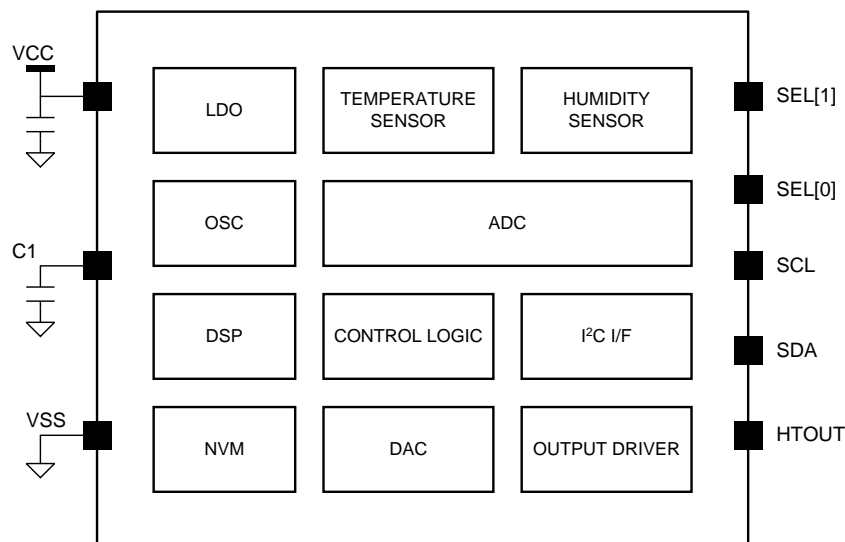 VCC
LDO
TEMPERATURE
SENSOR
HUMIDITY
SENSOR
SEL[1]
OSC
ADC
SEL[0]
C1
SCL
DSP
CONTROL LOGIC
I²C I/F
SDA
VSS
NVM
DAC
OUTPUT DRIVER
HTOUT